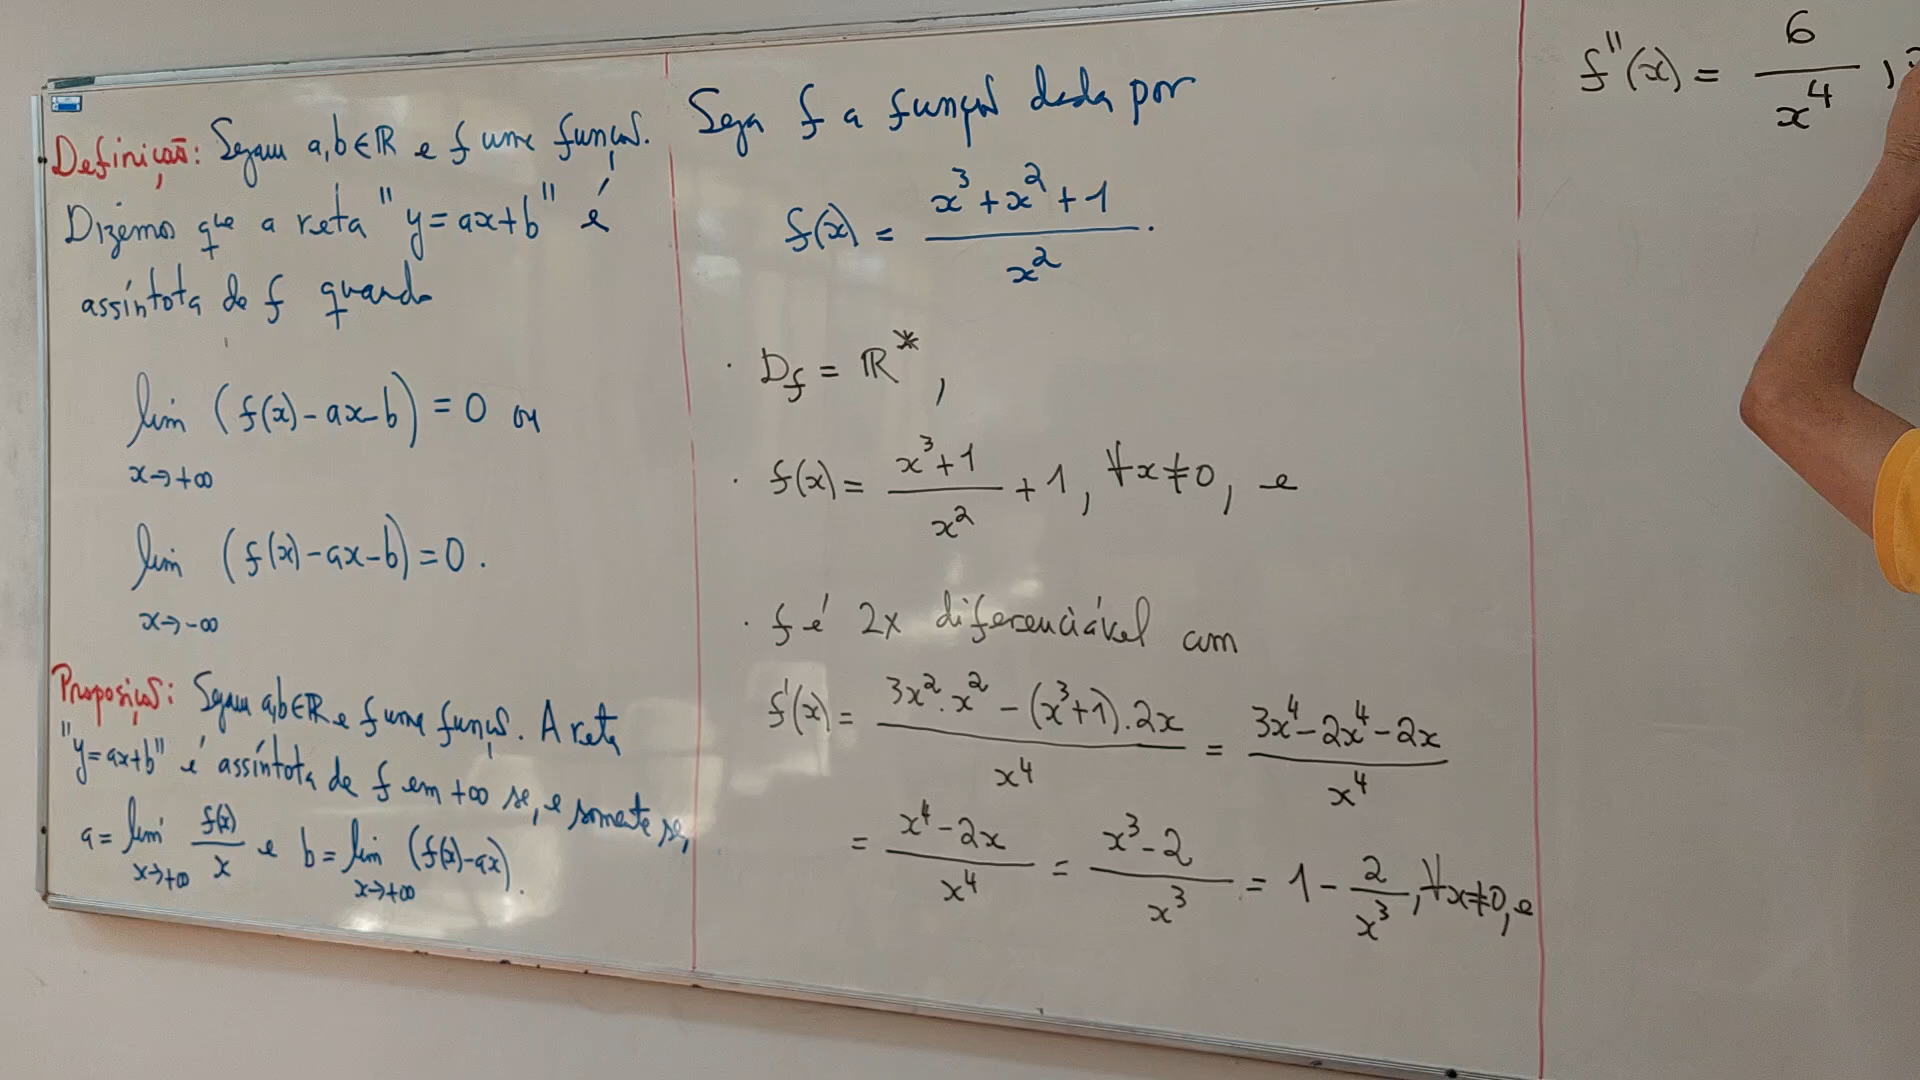 Definição: Sejam a,b∈ℝ e f uma função.
Dizemos que a reta "y=ax+b" é
assíntota de f quando
lim (f(x)-ax-b) = 0 ou
x→+∞
lim (f(x)-ax-b) = 0.
x→-∞
Proposição: Sejam a,b∈ℝ e f uma função. A reta
"y=ax+b" é assíntota de f em +∞ se, e somente se,
a = lim f(x)/x e b = lim (f(x)-ax).
x→+∞ x→+∞
Seja f a função dada por
f(x) = (x³+x²+1)/x².
· D_f = ℝ*,
· f(x) = (x³+1)/x² + 1, ∀x≠0, e
· f é 2x diferenciável com
f'(x) = (3x².x² - (x³+1).2x)/x⁴ = (3x⁴-2x⁴-2x)/x⁴
= (x⁴-2x)/x⁴ = (x³-2)/x³ = 1 - 2/x³, ∀x≠0, e
f''(x) = 6/x⁴,